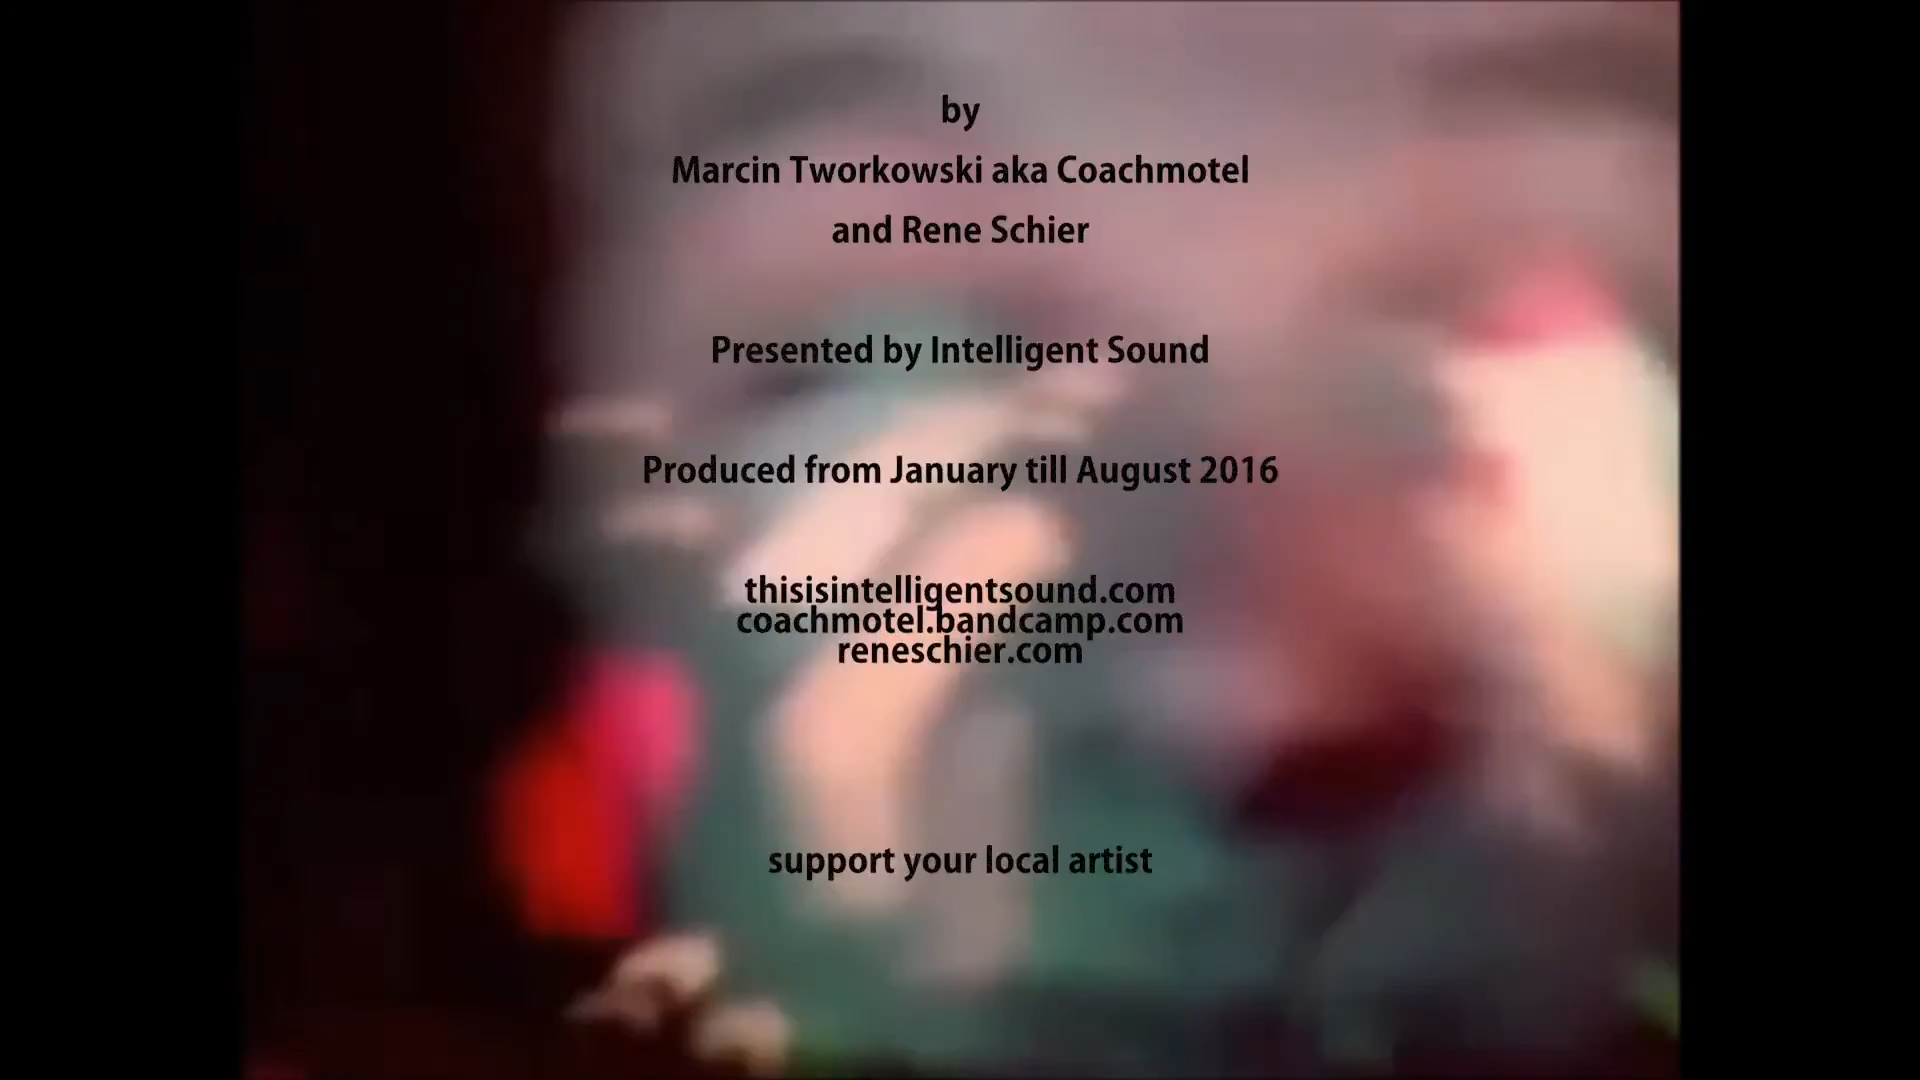 by
Marcin Tworkowski aka Coachmotel
and Rene Schier
Presented by Intelligent Sound
Produced from January till August 2016
thisisintelligentsound.com
coachmotel.bandcamp.com
reneschier.com
support your local artist